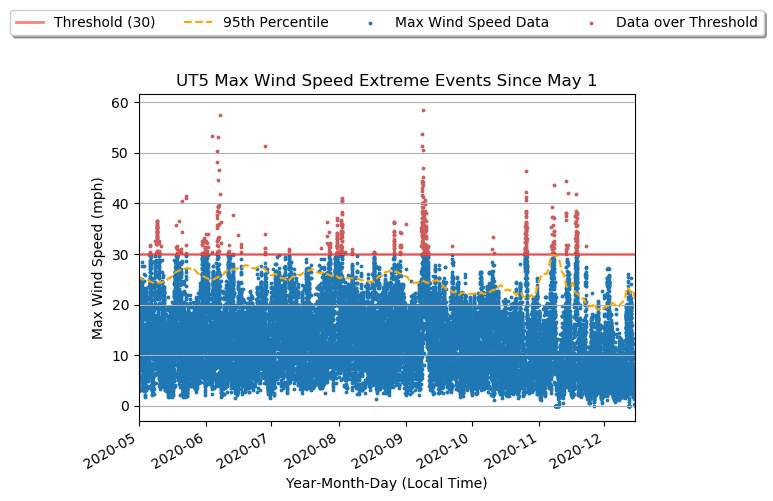 Threshold (30) 95th Percentile Max Wind Speed Data Data over Threshold
UT5 Max Wind Speed Extreme Events Since May 1
60
50
40
30
20
10
0
Max Wind Speed (mph)
2020-05 2020-06 2020-07 2020-08 2020-09 2020-10 2020-11 2020-12
Year-Month-Day (Local Time)